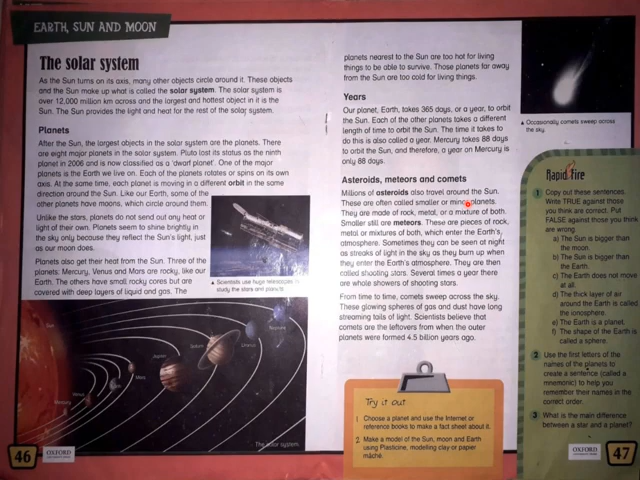 EARTH, SUN AND MOON
The solar system
As the Sun turns on its axis, many other objects circle around it. These objects
and the Sun make up what is called the solar system. The solar system is
over 12,000 million km across and the largest and hottest object in it is the
Sun. The Sun provides the light and heat for the rest of the solar system.
Planets
After the Sun, the largest objects in the solar system are the planets. There
are eight major planets in the solar system. Pluto lost its status as the ninth
planet in 2006 and is now classified as a 'dwarf planet'. One of the major
planets is the Earth we live on. Each of the planets rotates or spins on its own
axis. At the same time, each planet is moving in a different orbit in the same
direction around the Sun. Like our Earth, some of the
other planets have moons, which circle around them.
Unlike the stars, planets do not send out any heat or
light of their own. Planets seem to shine brightly in
the sky only because they reflect the Sun's light, just
as our moon does.
Planets also get their heat from the Sun. Three of the
planets: Mercury, Venus and Mars are rocky, like our
Earth. The others have small rocky cores but are
covered with deep layers of liquid and gas. The
Scientists use huge telescopes to
study the stars and planets.
Sun
Mercury
Venus
Mars
Jupiter
Saturn
Uranus
Neptune
The solar system.
46
OXFORD
planets nearest to the Sun are too hot for living
things to be able to survive. Those planets far away
from the Sun are too cold for living things.
Years
Our planet, Earth, takes 365 days, or a year, to orbit
the Sun. Each of the other planets takes a different
length of time to orbit the Sun. The time it takes to
do this is also called a year. Mercury takes 88 days
to orbit the Sun, and therefore, a year on Mercury is
only 88 days.
Asteroids, meteors and comets
Millions of asteroids also travel around the Sun.
These are often called smaller or minor planets.
They are made of rock, metal, or a mixture of both.
Smaller still are meteors. These are pieces of rock,
metal or mixtures of both, which enter the Earth's
atmosphere. Sometimes they can be seen at night
as streaks of light in the sky as they burn up when
they enter the Earth's atmosphere. They are then
called shooting stars. Several times a year there
are whole showers of shooting stars.
From time to time, comets sweep across the sky.
These glowing spheres of gas and dust have long
streaming tails of light. Scientists believe that
comets are the leftovers from when the outer
planets were formed 4.5 billion years ago.
Try it out
1 Choose a planet and use the Internet or
reference books to make a fact sheet about it.
2 Make a model of the Sun, moon and Earth
using Plasticine, modelling clay or papier
mâché.
Occasionally comets sweep across
the sky.
Rapid fire
1 Copy out these sentences.
Write TRUE against those
you think are correct. Put
FALSE against those you think
are wrong.
a) The Sun is bigger than
the moon.
b) The Sun is bigger than
the Earth.
c) The Earth does not move
at all.
d) The thick layer of air
around the Earth is called
the ionosphere.
e) The Earth is a planet.
f) The shape of the Earth is
called a sphere.
2 Use the first letters of the
names of the planets to
create a sentence (called a
mnemonic) to help you
remember their names in the
correct order.
3 What is the main difference
between a star and a planet?
OXFORD
47